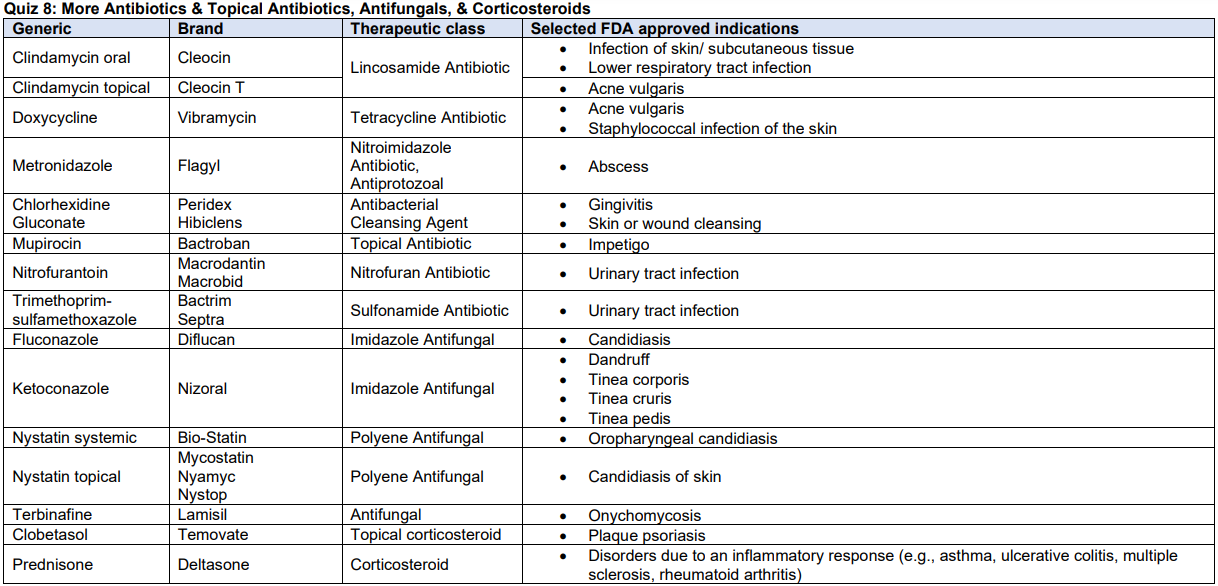 Quiz 8: More Antibiotics & Topical Antibiotics, Antifungals, & Corticosteroids
Generic Brand Therapeutic class Selected FDA approved indications
Clindamycin oral Cleocin Lincosamide Antibiotic • Infection of skin/ subcutaneous tissue
• Lower respiratory tract infection
Clindamycin topical Cleocin T • Acne vulgaris
Doxycycline Vibramycin Tetracycline Antibiotic • Acne vulgaris
• Staphylococcal infection of the skin
Metronidazole Flagyl Nitroimidazole
Antibiotic,
Antiprotozoal • Abscess
Chlorhexidine Peridex Antibacterial • Gingivitis
Gluconate Hibiclens Cleansing Agent • Skin or wound cleansing
Mupirocin Bactroban Topical Antibiotic • Impetigo
Nitrofurantoin Macrodantin
Macrobid Nitrofuran Antibiotic • Urinary tract infection
Trimethoprim- Bactrim
sulfamethoxazole Septra Sulfonamide Antibiotic • Urinary tract infection
Fluconazole Diflucan Imidazole Antifungal • Candidiasis
Ketoconazole Nizoral Imidazole Antifungal • Dandruff
• Tinea corporis
• Tinea cruris
• Tinea pedis
Nystatin systemic Bio-Statin Polyene Antifungal • Oropharyngeal candidiasis
Nystatin topical Mycostatin
Nyamyc
Nystop Polyene Antifungal • Candidiasis of skin
Terbinafine Lamisil Antifungal • Onychomycosis
Clobetasol Temovate Topical corticosteroid • Plaque psoriasis
Prednisone Deltasone Corticosteroid • Disorders due to an inflammatory response (e.g., asthma, ulcerative colitis, multiple
sclerosis, rheumatoid arthritis)